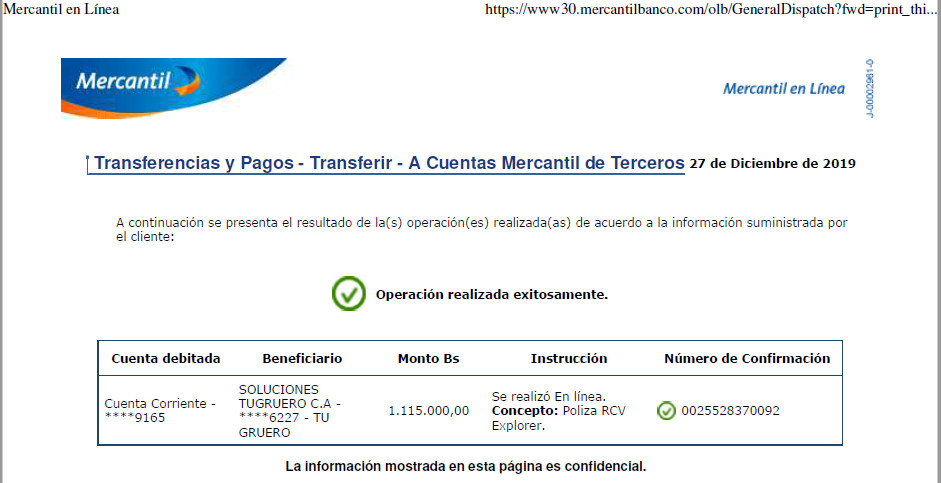 Mercantil en Línea
https://www30.mercantilbanco.com/olb/GeneralDispatch?fwd=print_thi...
Mercantil
Mercantil en Línea
J-00002961-0
Transferencias y Pagos - Transferir - A Cuentas Mercantil de Terceros
27 de Diciembre de 2019
A continuación se presenta el resultado de la(s) operación(es) realizada(as) de acuerdo a la información suministrada por
el cliente:
Operación realizada exitosamente.
Cuenta debitada Beneficiario Monto Bs Instrucción Número de Confirmación
Cuenta Corriente -
****9165
SOLUCIONES
TUGRUERO C.A -
****6227 - TU
GRUERO
1.115.000,00
Se realizó En línea.
Concepto: Poliza RCV
Explorer.
0025528370092
La información mostrada en esta página es confidencial.